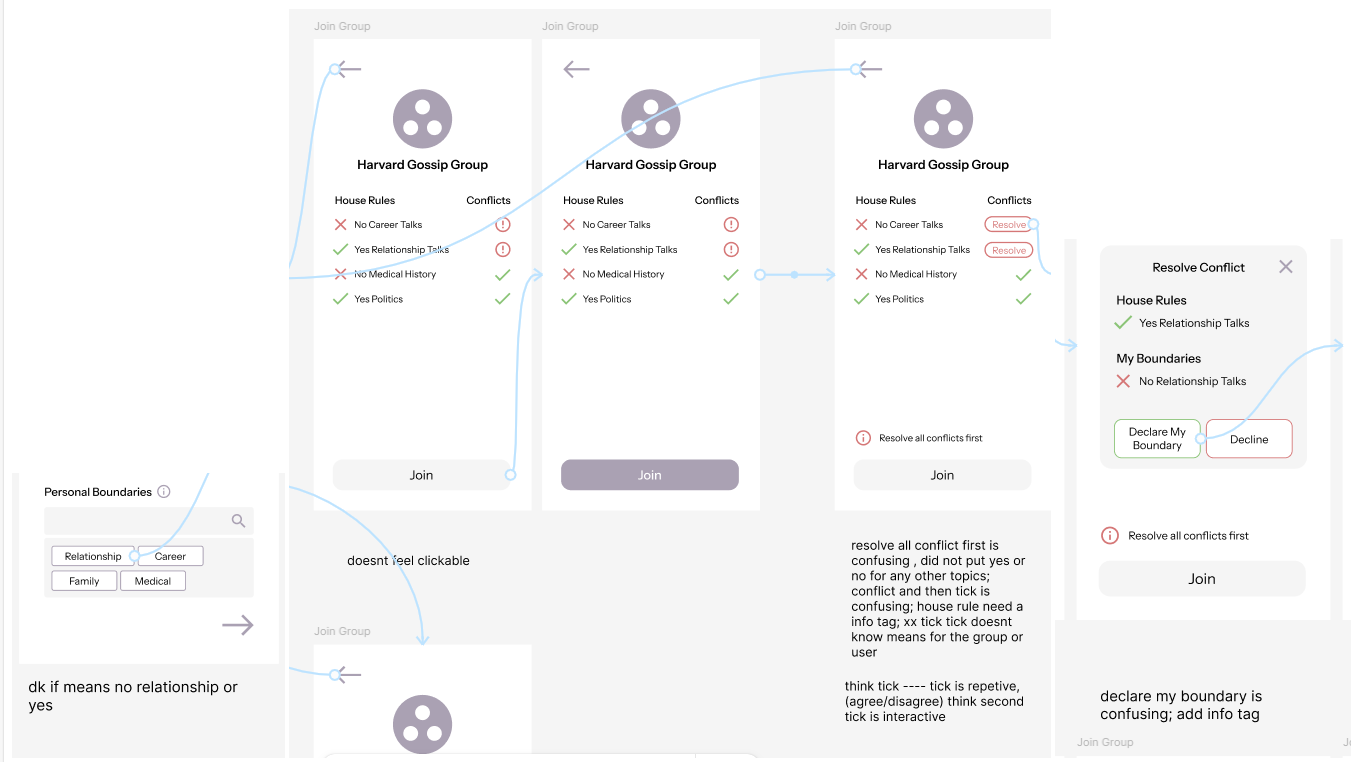 Join Group
Join Group
Join Group
Harvard Gossip Group
House Rules
Conflicts
No Career Talks
Yes Relationship Talks
No Medical History
Yes Politics
Join
Harvard Gossip Group
House Rules
Conflicts
No Career Talks
Yes Relationship Talks
No Medical History
Yes Politics
Join
Harvard Gossip Group
House Rules
Conflicts
No Career Talks
Resolve
Yes Relationship Talks
Resolve
No Medical History
Yes Politics
Resolve all conflicts first
Join
Resolve Conflict
House Rules
Yes Relationship Talks
My Boundaries
No Relationship Talks
Declare My
Boundary
Decline
Resolve all conflicts first
Join
Personal Boundaries
Relationship
Career
Family
Medical
dk if means no relationship or
yes
doesnt feel clickable
Join Group
resolve all conflict first is
confusing , did not put yes or
no for any other topics;
conflict and then tick is
confusing; house rule need a
info tag; xx tick tick doesnt
know means for the group or
user
think tick ---- tick is repetive,
(agree/disagree) think second
tick is interactive
declare my boundary is
confusing; add info tag
Join Group